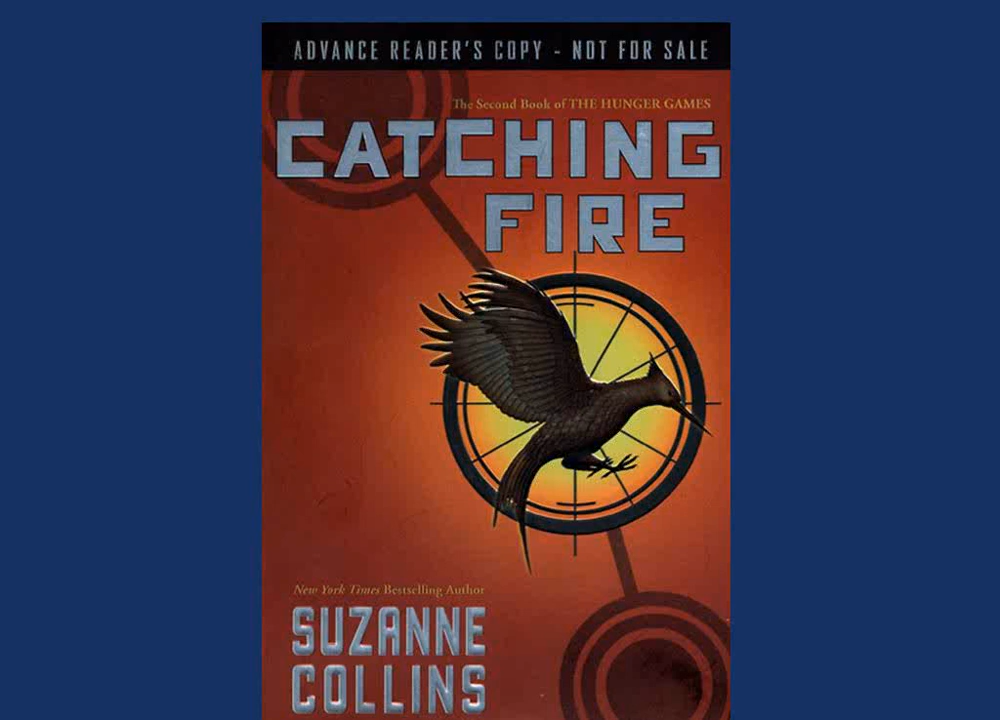 ADVANCE READER'S COPY - NOT FOR SALE
The Second Book of THE HUNGER GAMES
CATCHING
FIRE
New York Times Bestselling Author
SUZANNE
COLLINS